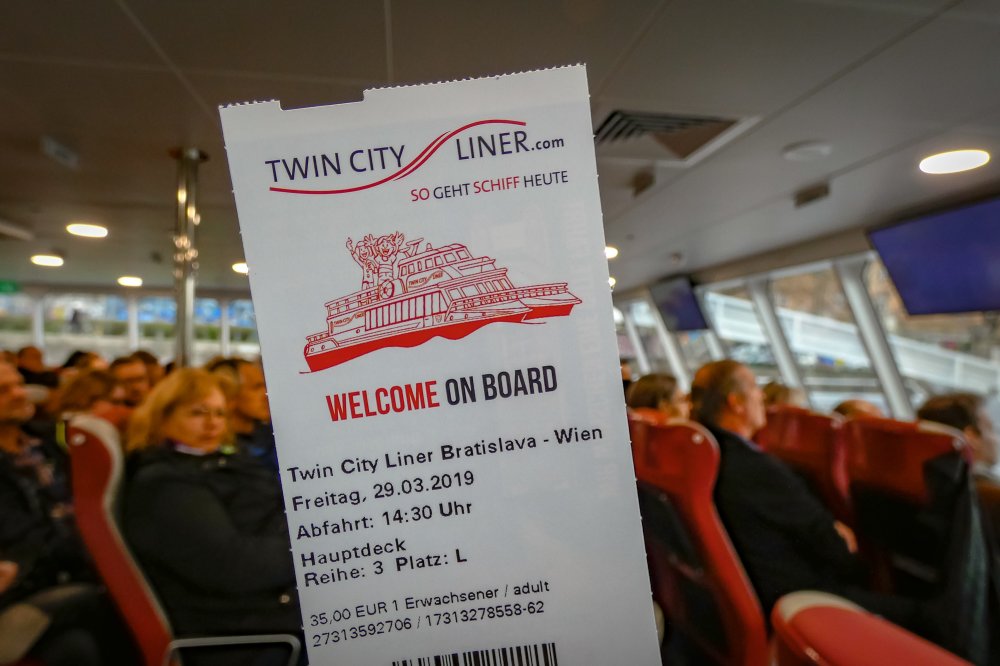 TWIN CITY LINER.com
SO GEHT SCHIFF HEUTE
WELCOME ON BOARD
Twin City Liner Bratislava - Wien
Freitag, 29.03.2019
Abfahrt: 14:30 Uhr
Hauptdeck
Reihe: 3 Platz: L
35,00 EUR 1 Erwachsener / adult
27313592706 / 17313278558-62